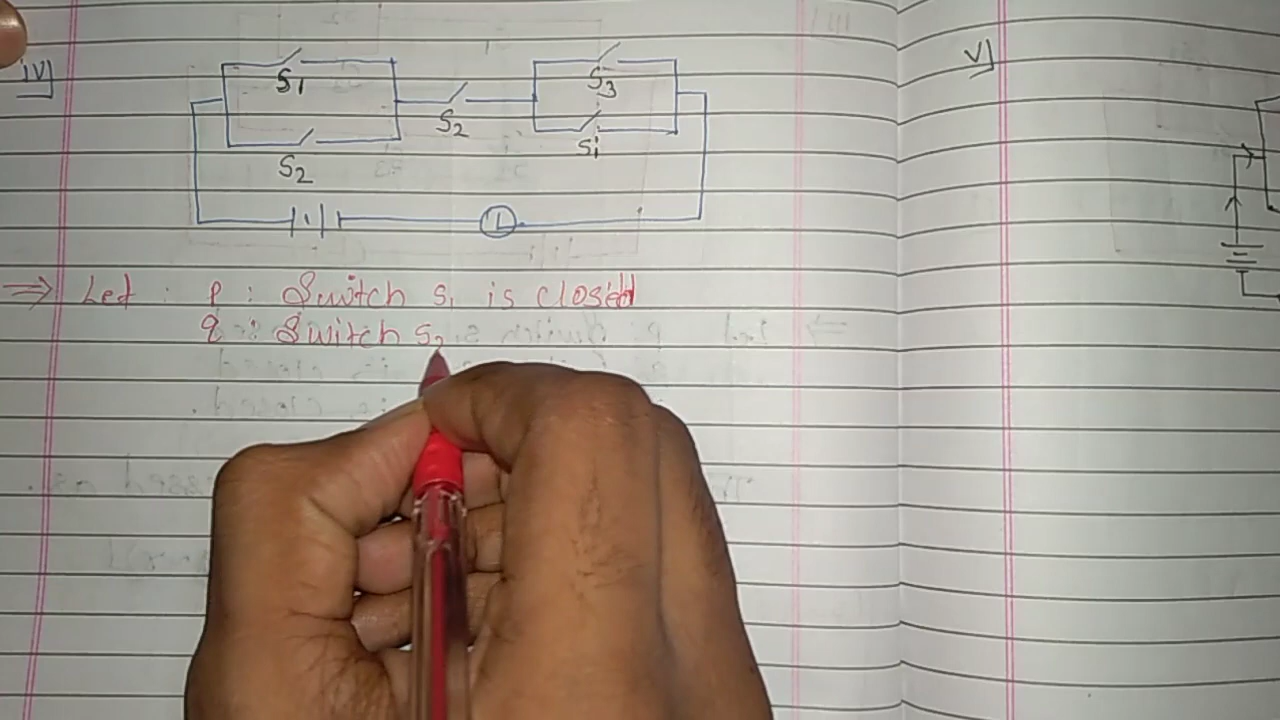 iv]
S1
S2
S2
S3
S1
L
V]
⇒ Let : p : Switch S1 is closed
q : Switch S2